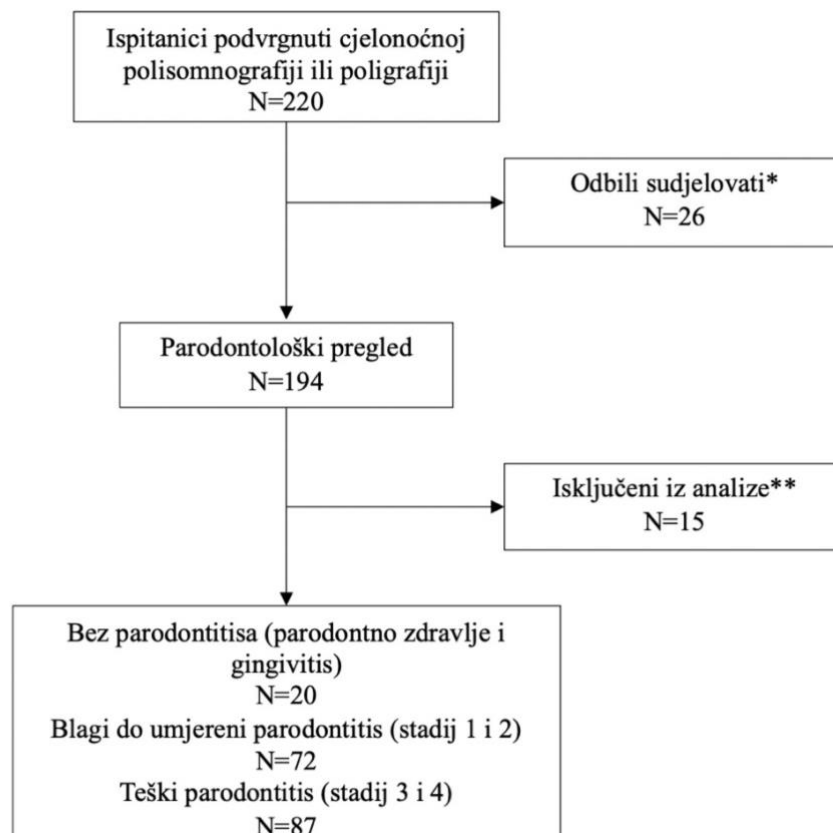 Ispitanici podvrgnuti cjelonoćnoj
polisomnografiji ili poligrafiji
N=220
Odbili sudjelovati*
N=26
Parodontološki pregled
N=194
Isključeni iz analize**
N=15
Bez parodontitisa (parodontno zdravlje i
gingivitis)
N=20
Blagi do umjereni parodontitis (stadij 1 i 2)
N=72
Teški parodontitis (stadij 3 i 4)
N=87